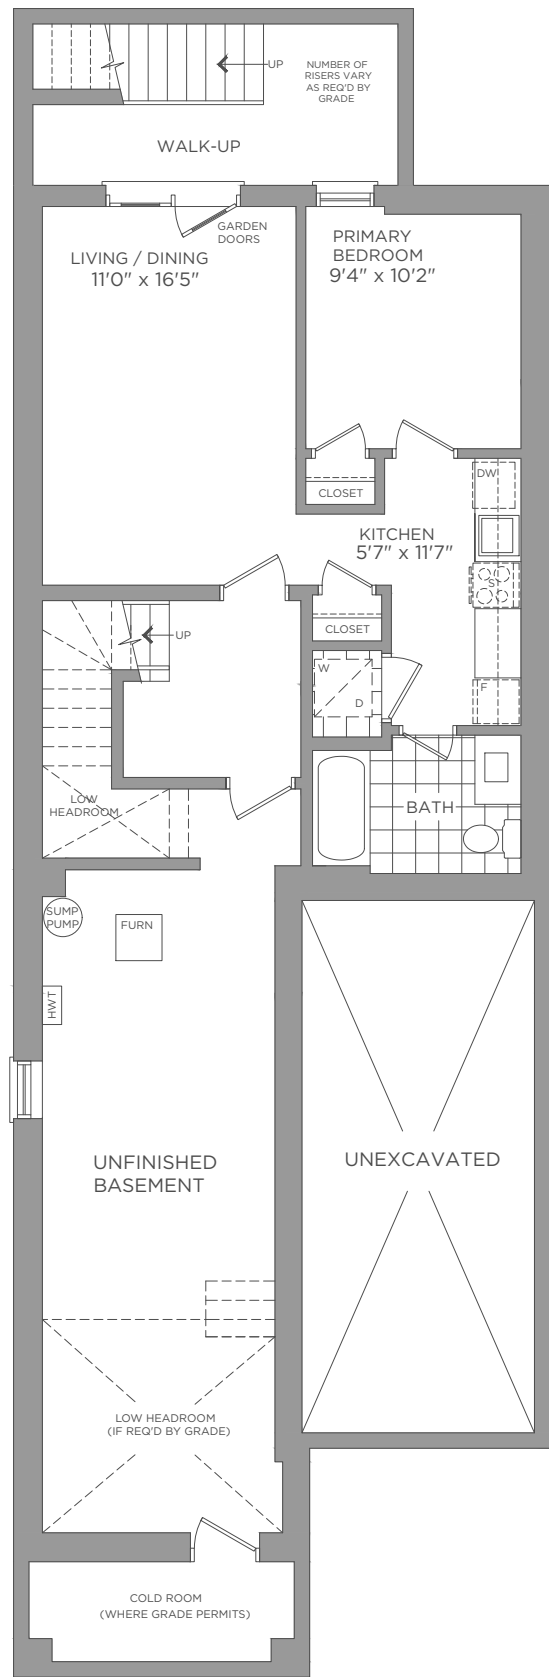 UP
NUMBER OF
RISERS VARY
AS REQ'D BY
GRADE
WALK-UP
GARDEN
DOORS
LIVING / DINING
11'0" x 16'5"
PRIMARY
BEDROOM
9'4" x 10'2"
DW
CLOSET
KITCHEN
5'7" x 11'7"
S
CLOSET
UP
W
D
F
LOW
HEADROOM
BATH
SUMP
PUMP
FURN
HWT
UNFINISHED
BASEMENT
UNEXCAVATED
LOW HEADROOM
(IF REQ'D BY GRADE)
COLD ROOM
(WHERE GRADE PERMITS)